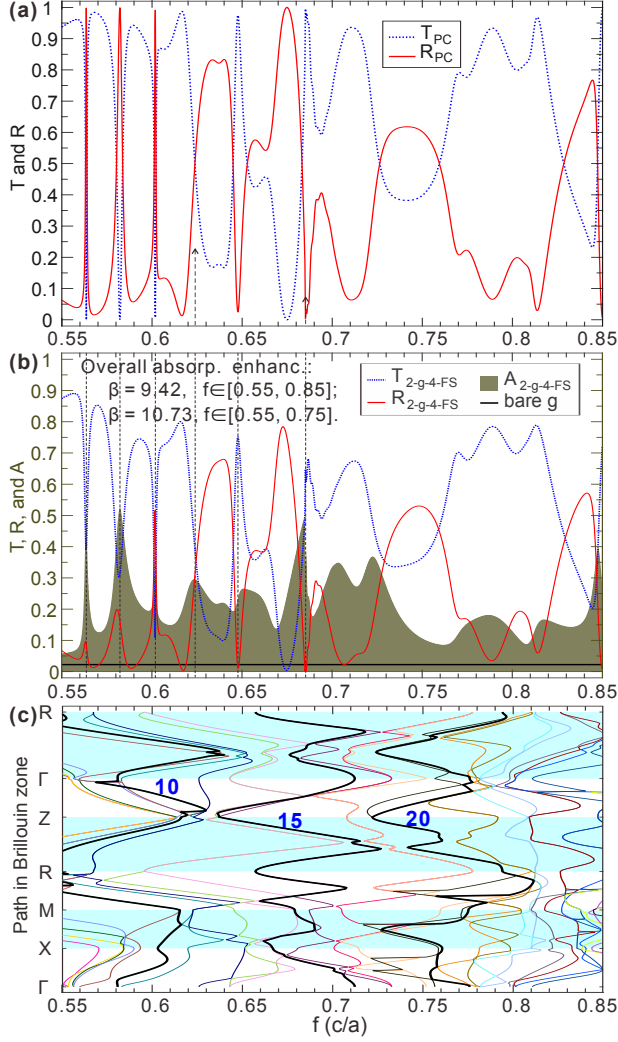 (a)
T_PC
R_PC
T and R
1
0.9
0.8
0.7
0.6
0.5
0.4
0.3
0.2
0.1
0
0.55 0.6 0.65 0.7 0.75 0.8 0.85
(b)
Overall absorp. enhanc.:
β = 9.42, f∈[0.55, 0.85];
β = 10.73, f∈[0.55, 0.75].
T_2-g-4-FS A_2-g-4-FS
R_2-g-4-FS bare g
T, R, and A
1
0.9
0.8
0.7
0.6
0.5
0.4
0.3
0.2
0.1
0
0.55 0.6 0.65 0.7 0.75 0.8 0.85
(c)
Path in Brillouin zone
R
Γ
Z
R
M
X
Γ
10
15
20
0.55 0.6 0.65 0.7 0.75 0.8 0.85
f (c/a)